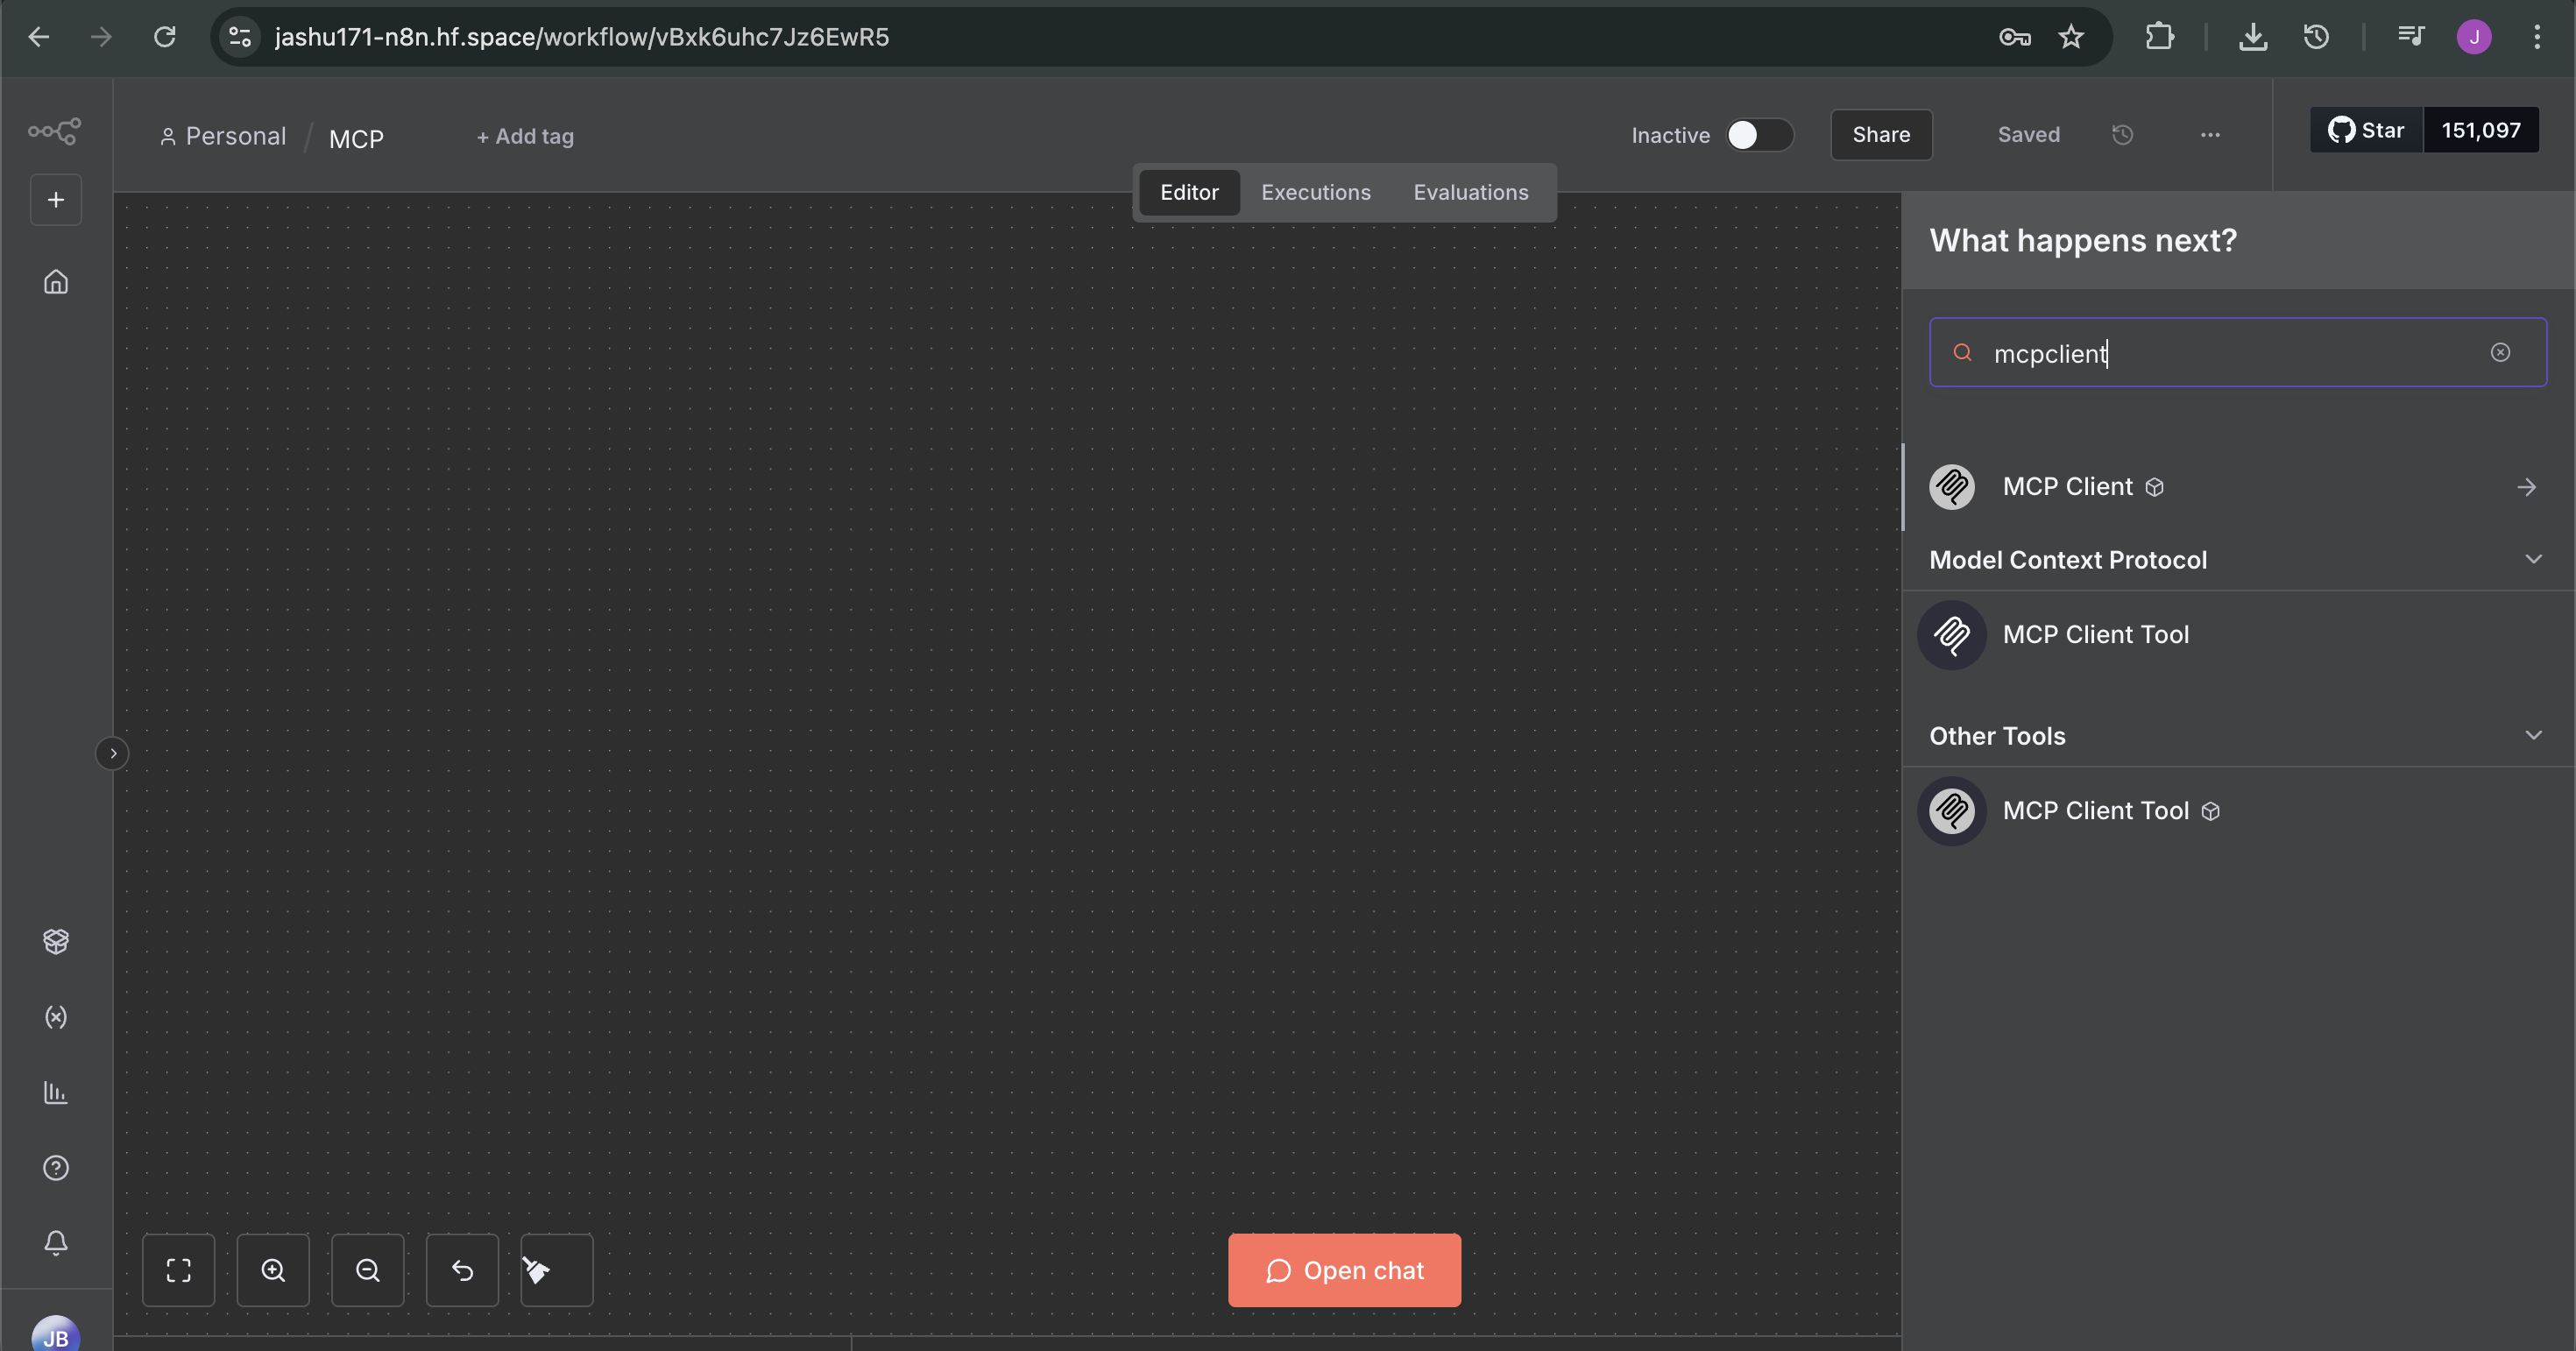 jashu171-n8n.hf.space/workflow/vBxk6uhc7Jz6EwR5
J
Personal / MCP
+ Add tag
Inactive
Share
Saved
Star
151,097
Editor
Executions
Evaluations
What happens next?
mcpclient
MCP Client
Model Context Protocol
MCP Client Tool
Other Tools
MCP Client Tool
Open chat
JB